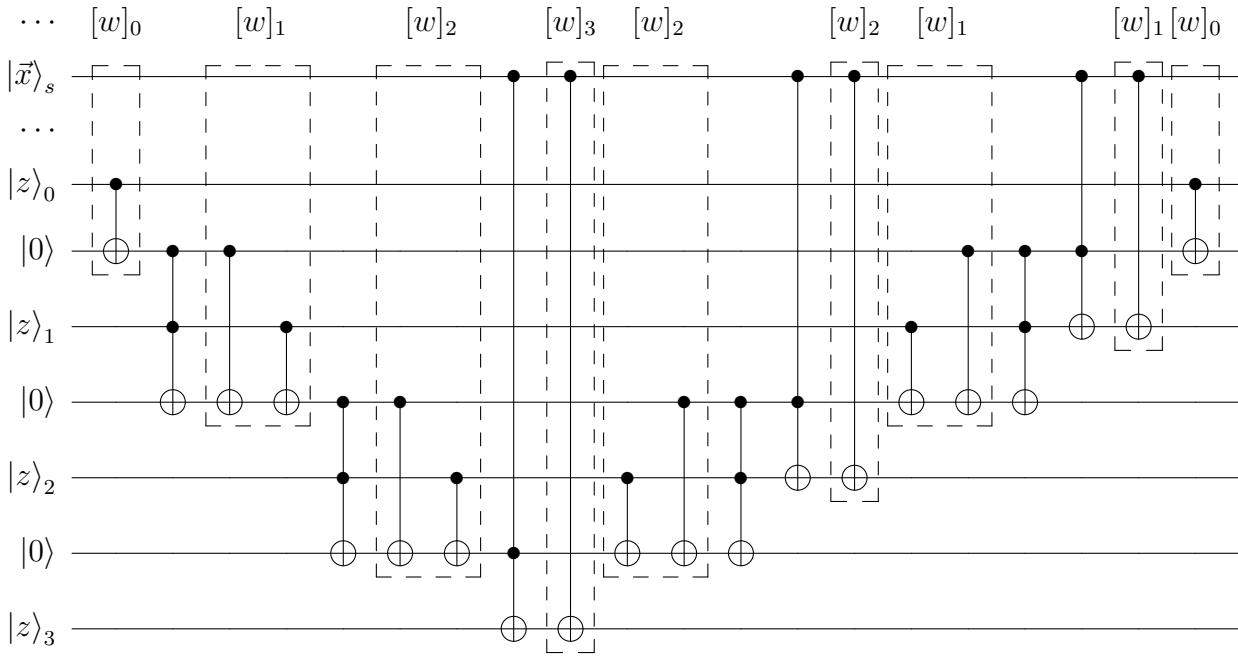 ⋯ [w]₀ [w]₁ [w]₂ [w]₃ [w]₂ [w]₂ [w]₁ [w]₁ [w]₀
|x⃗⟩ₛ
⋯
|z⟩₀
|0⟩
|z⟩₁
|0⟩
|z⟩₂
|0⟩
|z⟩₃